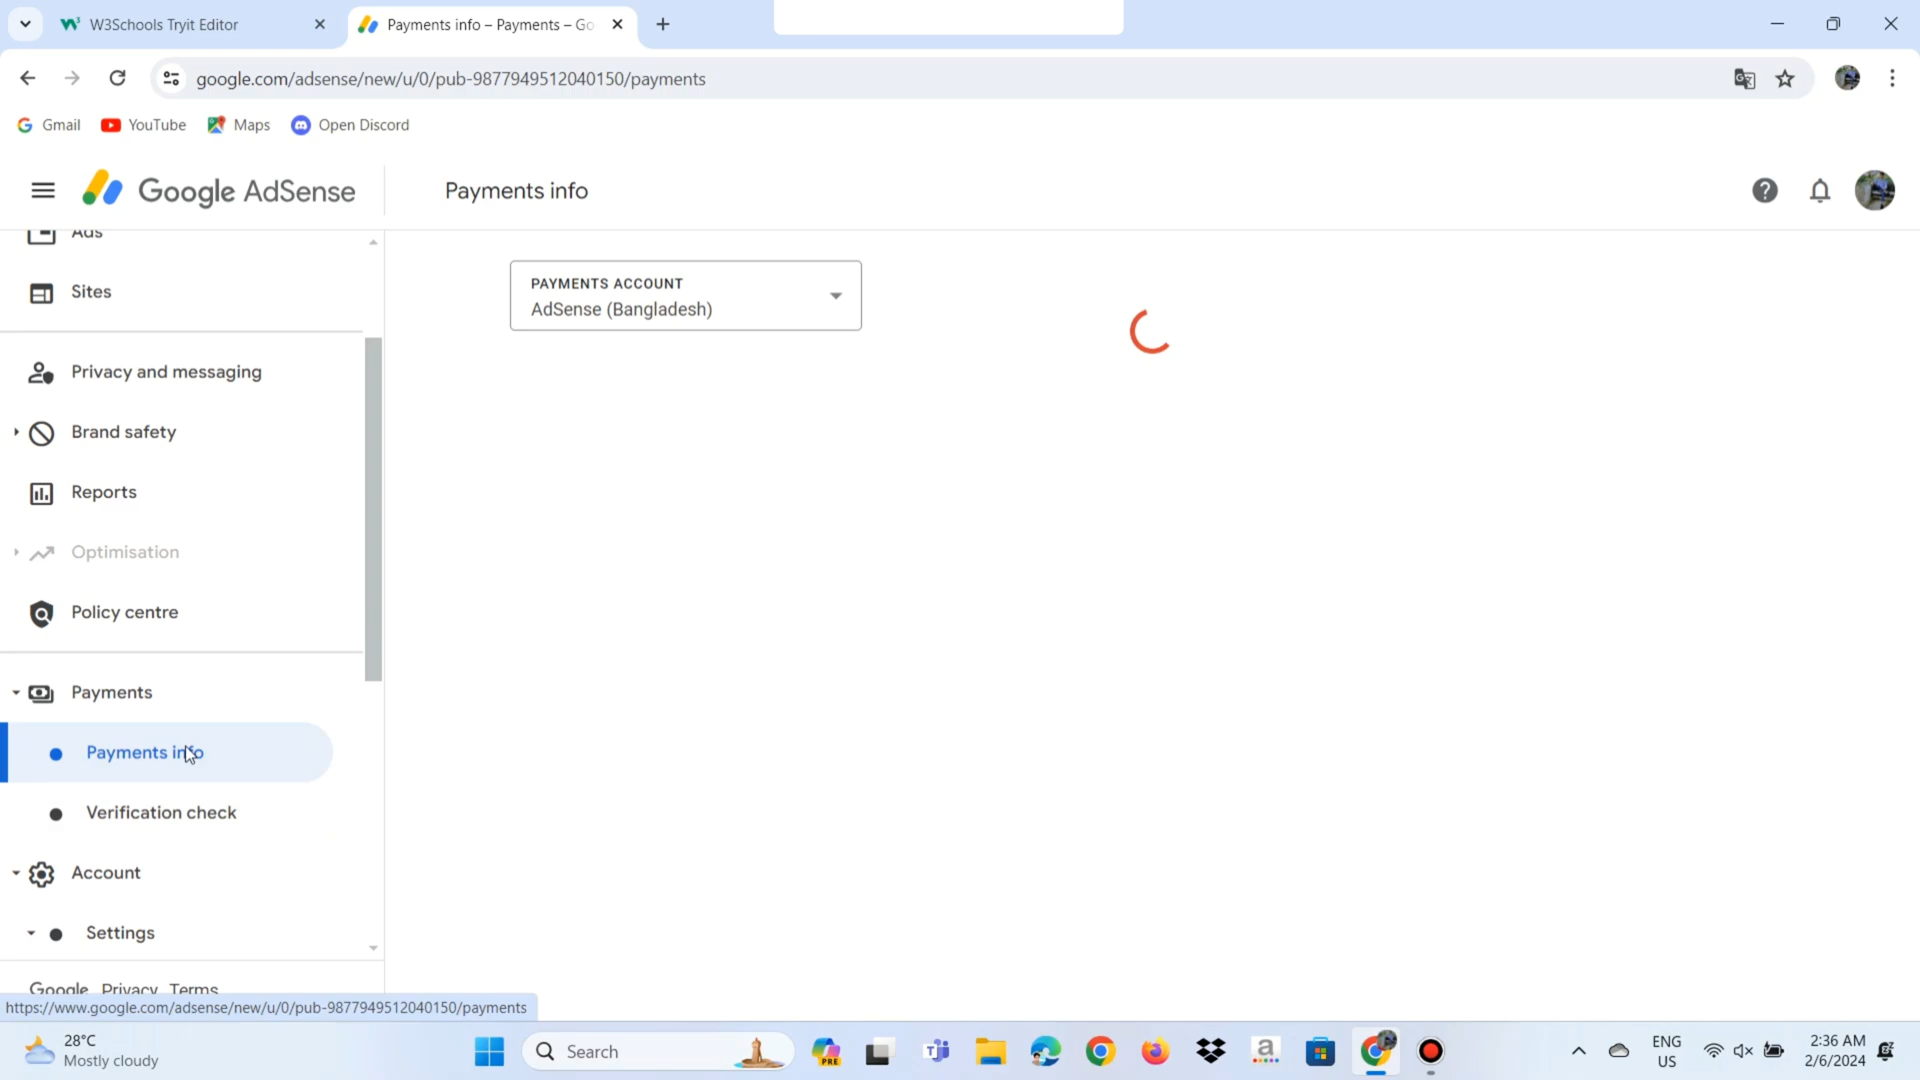 W3Schools Tryit Editor
Payments info – Payments – Go
google.com/adsense/new/u/0/pub-9877949512040150/payments
Gmail
YouTube
Maps
Open Discord
Google AdSense
Payments info
Ads
Sites
PAYMENTS ACCOUNT
AdSense (Bangladesh)
Privacy and messaging
Brand safety
Reports
Optimisation
Policy centre
Payments
Payments info
Verification check
Account
Settings
Google Privacy Terms
https://www.google.com/adsense/new/u/0/pub-9877949512040150/payments
28°C
Mostly cloudy
Search
PRE
ENG
US
2:36 AM
2/6/2024